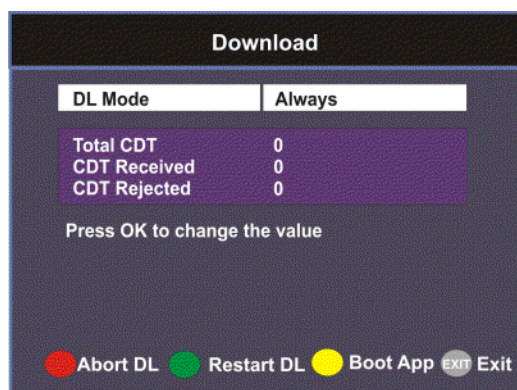 Download
DL Mode Always
Total CDT 0
CDT Received 0
CDT Rejected 0
Press OK to change the value
Abort DL Restart DL Boot App EXIT Exit